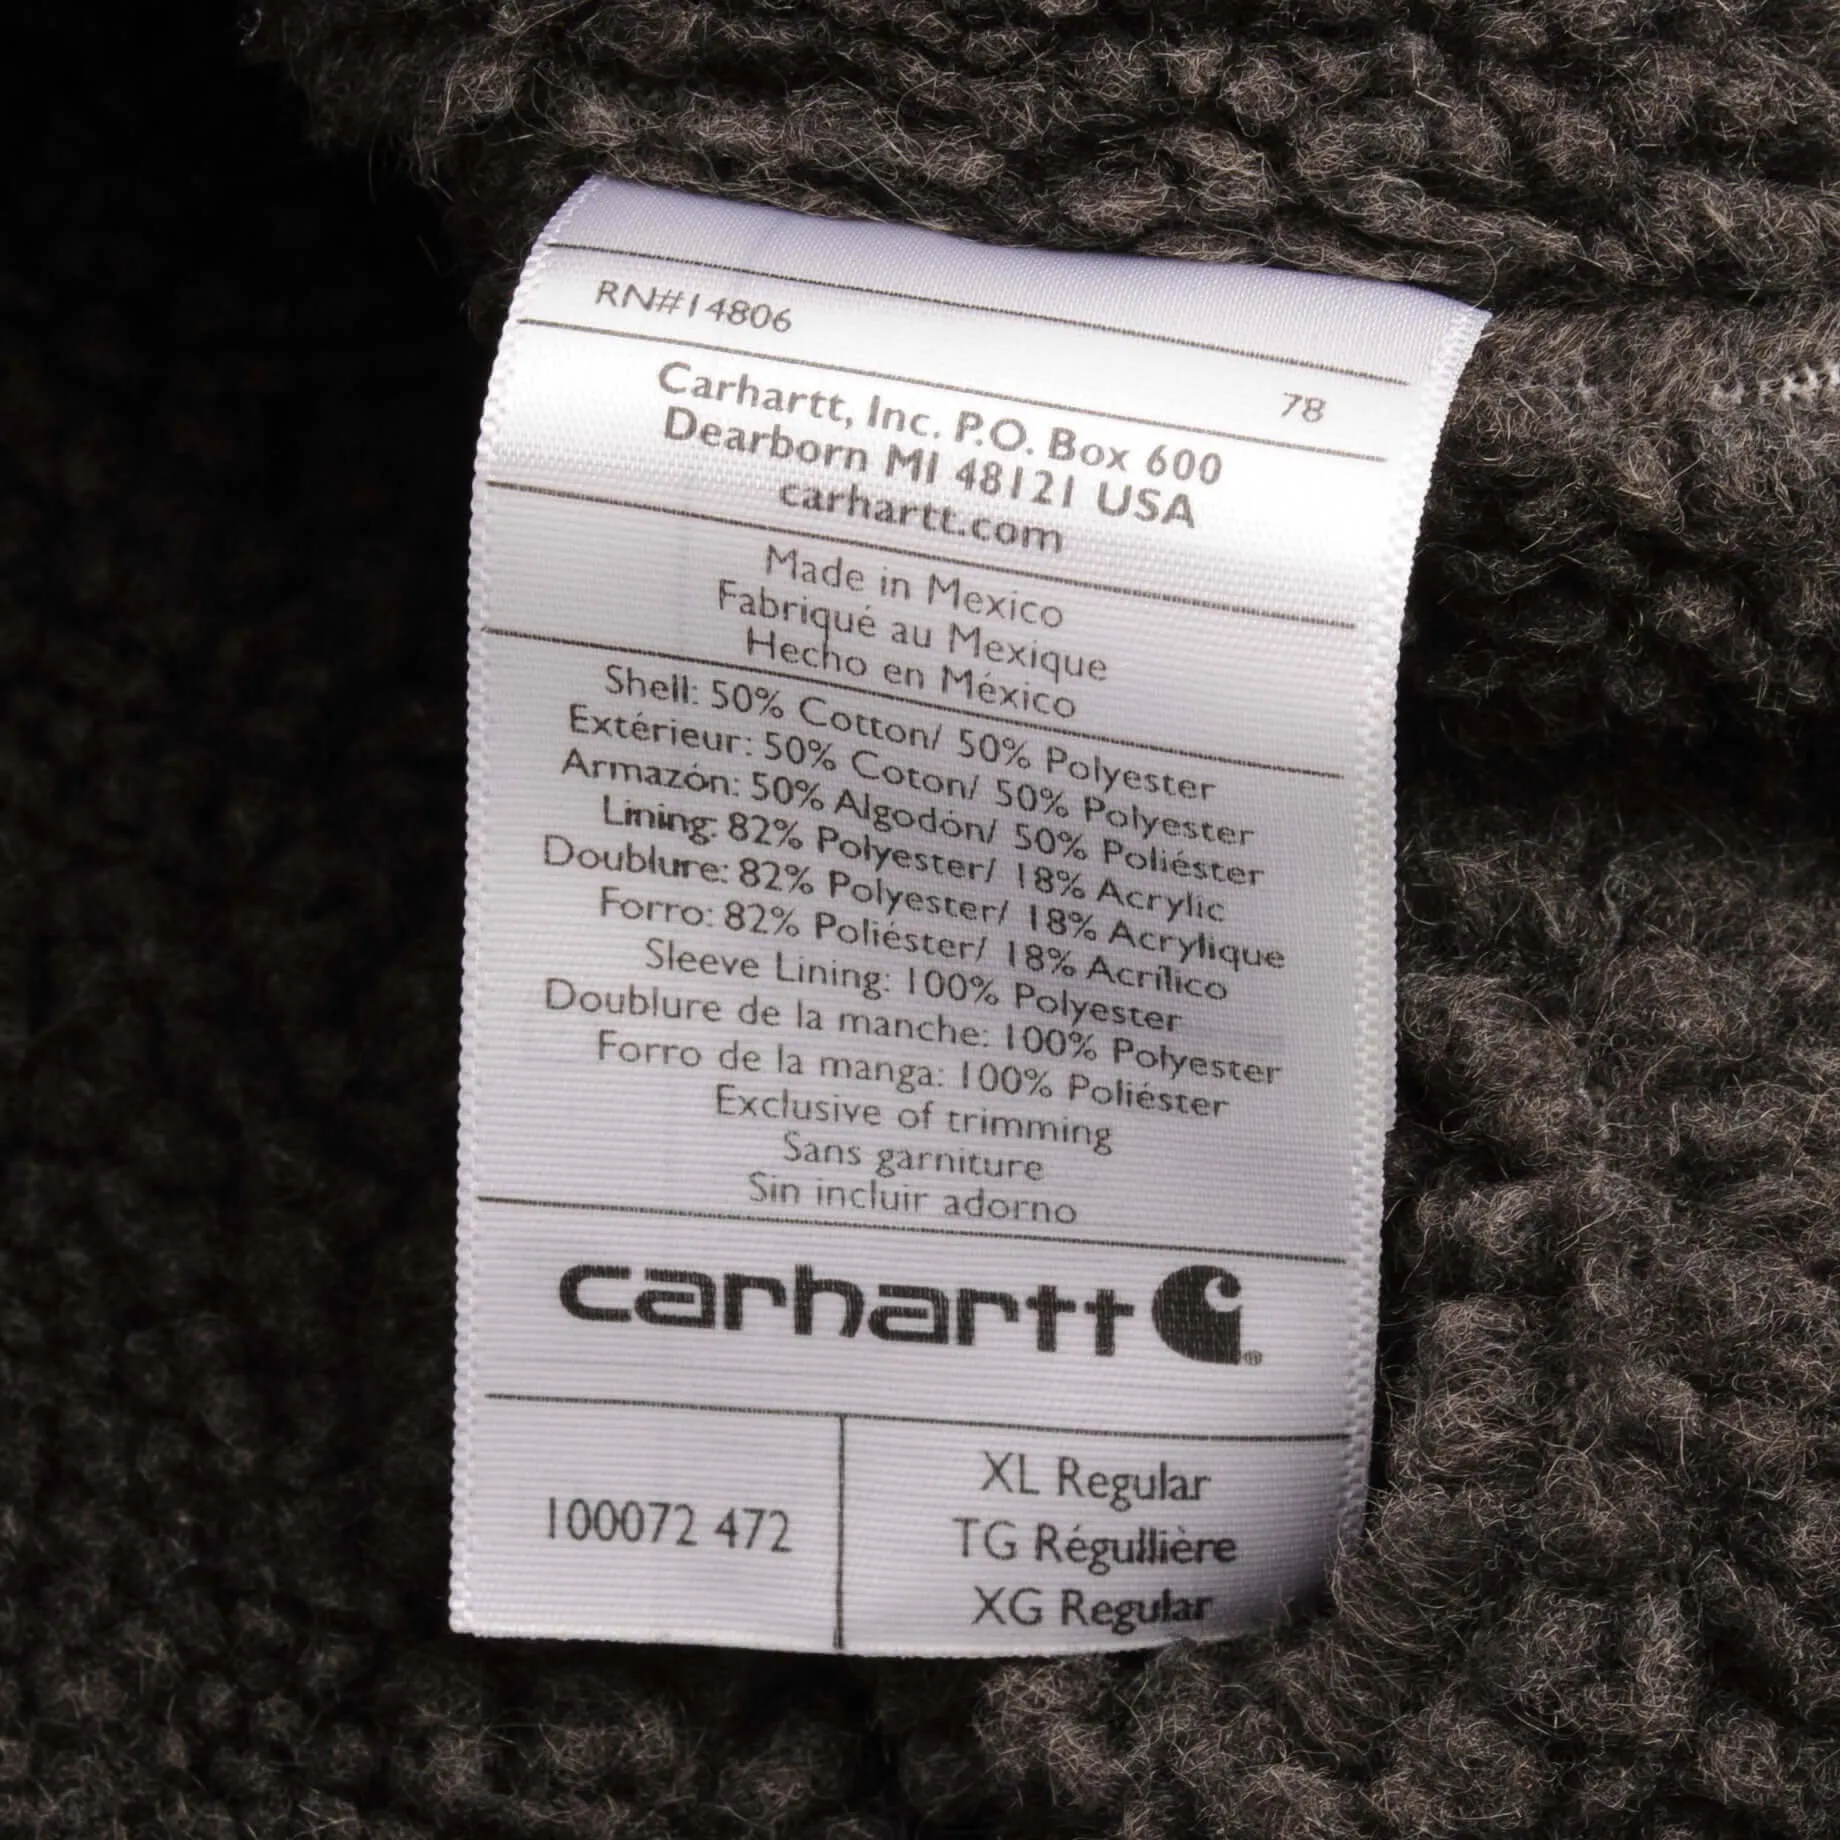 RN#14806 78
Carhartt, Inc. P.O. Box 600
Dearborn MI 48121 USA
carhartt.com
Made in Mexico
Fabriqué au Mexique
Hecho en México
Shell: 50% Cotton/ 50% Polyester
Extérieur: 50% Coton/ 50% Polyester
Armazón: 50% Algodón/ 50% Poliéster
Lining: 82% Polyester/ 18% Acrylic
Doublure: 82% Polyester/ 18% Acrylique
Forro: 82% Poliéster/ 18% Acrílico
Sleeve Lining: 100% Polyester
Doublure de la manche: 100% Polyester
Forro de la manga: 100% Poliéster
Exclusive of trimming
Sans garniture
Sin incluir adorno
carhartt ®
100072 472
XL Regular
TG Régullière
XG Regular